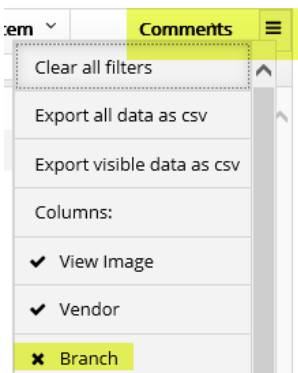 tem Comments
Clear all filters
Export all data as csv
Export visible data as csv
Columns:
View Image
Vendor
Branch